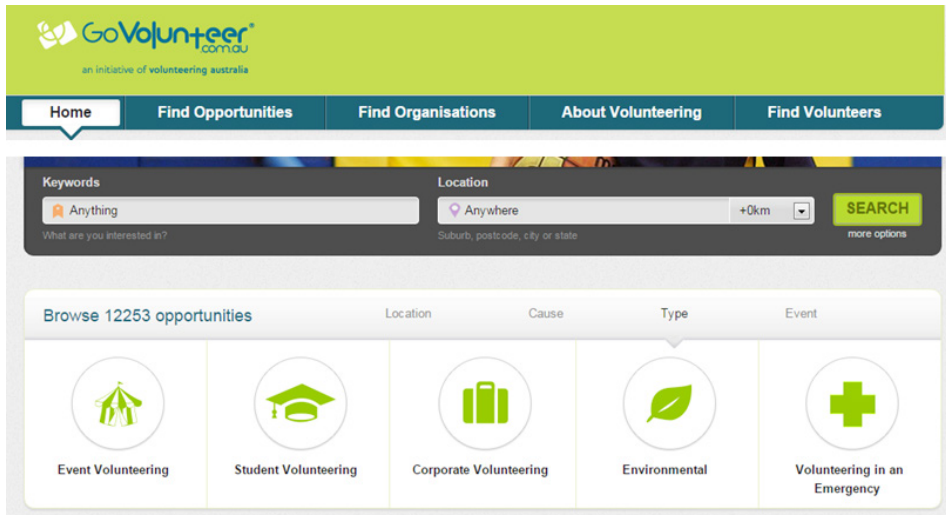 GoVolunteer®
.com.au
an initiative of volunteering australia
Home Find Opportunities Find Organisations About Volunteering Find Volunteers
Keywords Location
Anything Anywhere +0km SEARCH
What are you interested in? Suburb, postcode, city or state more options
Browse 12253 opportunities Location Cause Type Event
Event Volunteering Student Volunteering Corporate Volunteering Environmental Volunteering in an
Emergency